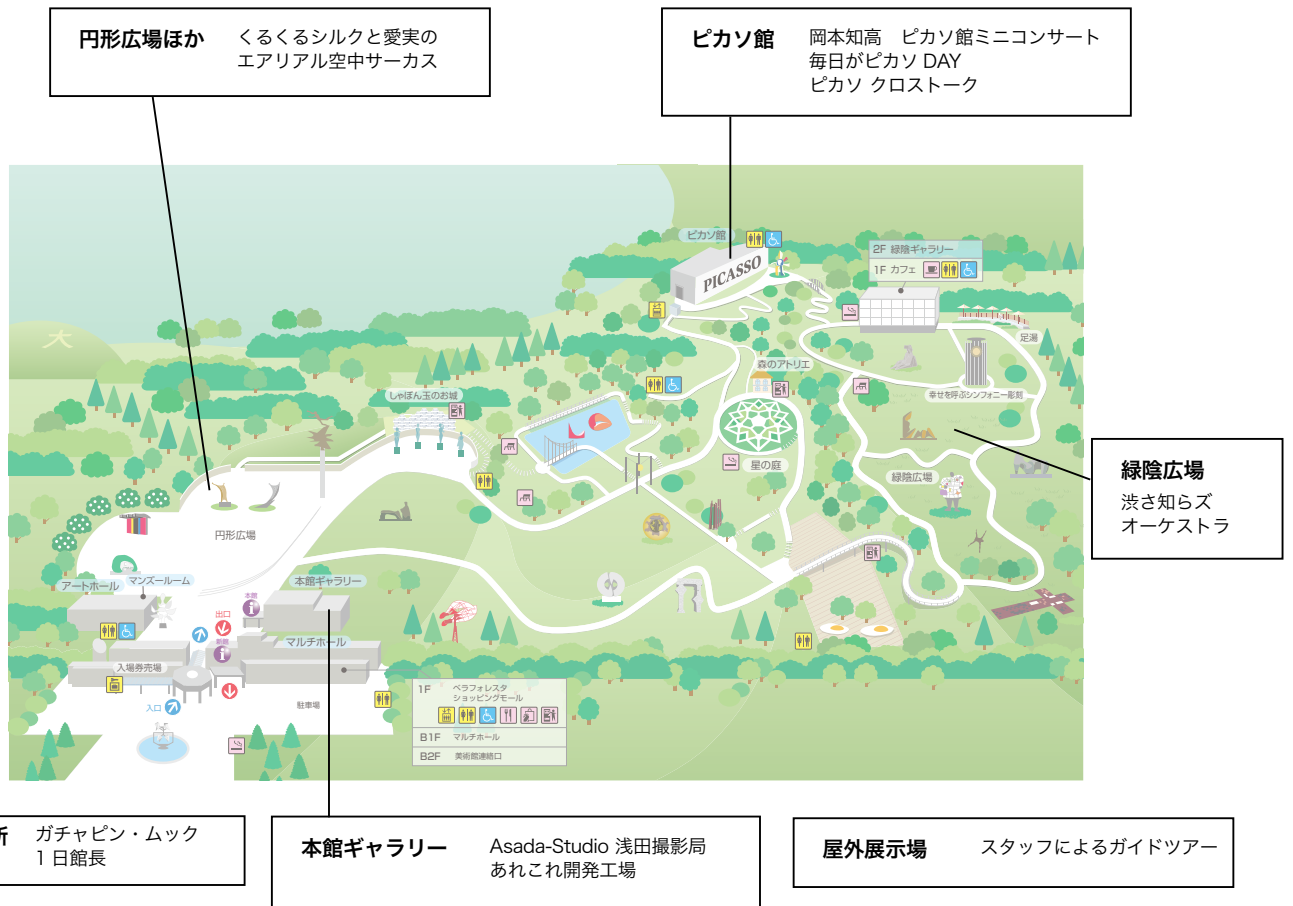 円形広場ほか くるくるシルクと愛実の
エアリアル空中サーカス
ピカソ館 岡本知高 ピカソ館ミニコンサート
毎日がピカソ DAY
ピカソ クロストーク
ピカソ館
PICASSO
2F 緑陰ギャラリー
1F カフェ
足湯
大
森のアトリエ
しゃぼん玉のお城
幸せを呼ぶシンフォニー彫刻
星の庭
緑陰広場
緑陰広場
渋さ知らズ
オーケストラ
円形広場
アートホール
マンズールーム
本館ギャラリー
本館
出口
新館
マルチホール
入場券売場
入口
駐車場
1F ベラフォレスタ
ショッピングモール
B1F マルチホール
B2F 美術館連絡口
所 ガチャピン・ムック
1 日館長
本館ギャラリー Asada-Studio 浅田撮影局
あれこれ開発工場
屋外展示場 スタッフによるガイドツアー